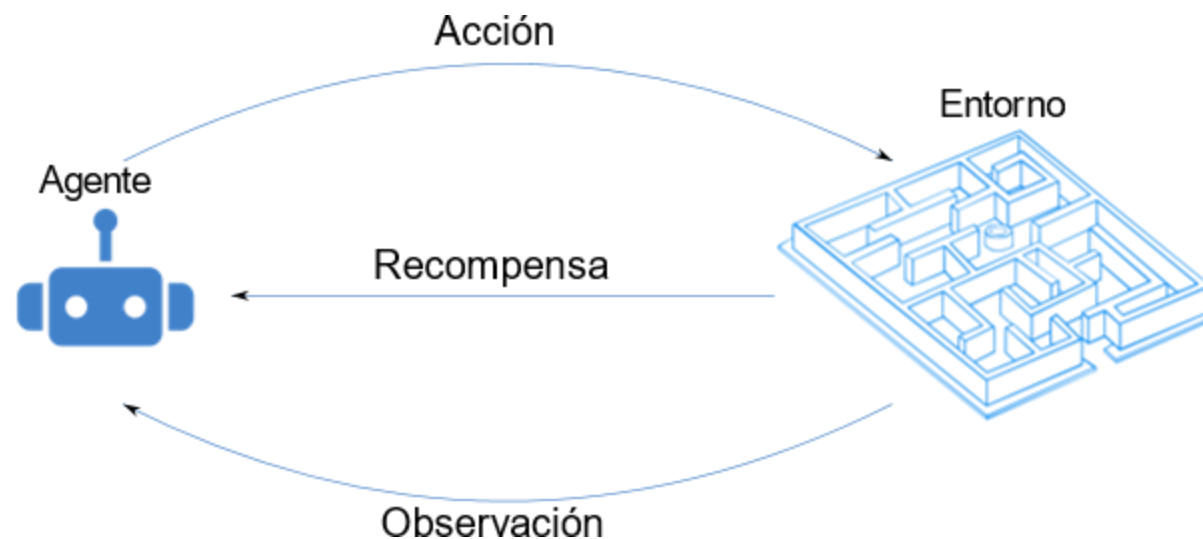 Acción
Entorno
Agente
Recompensa
Observación